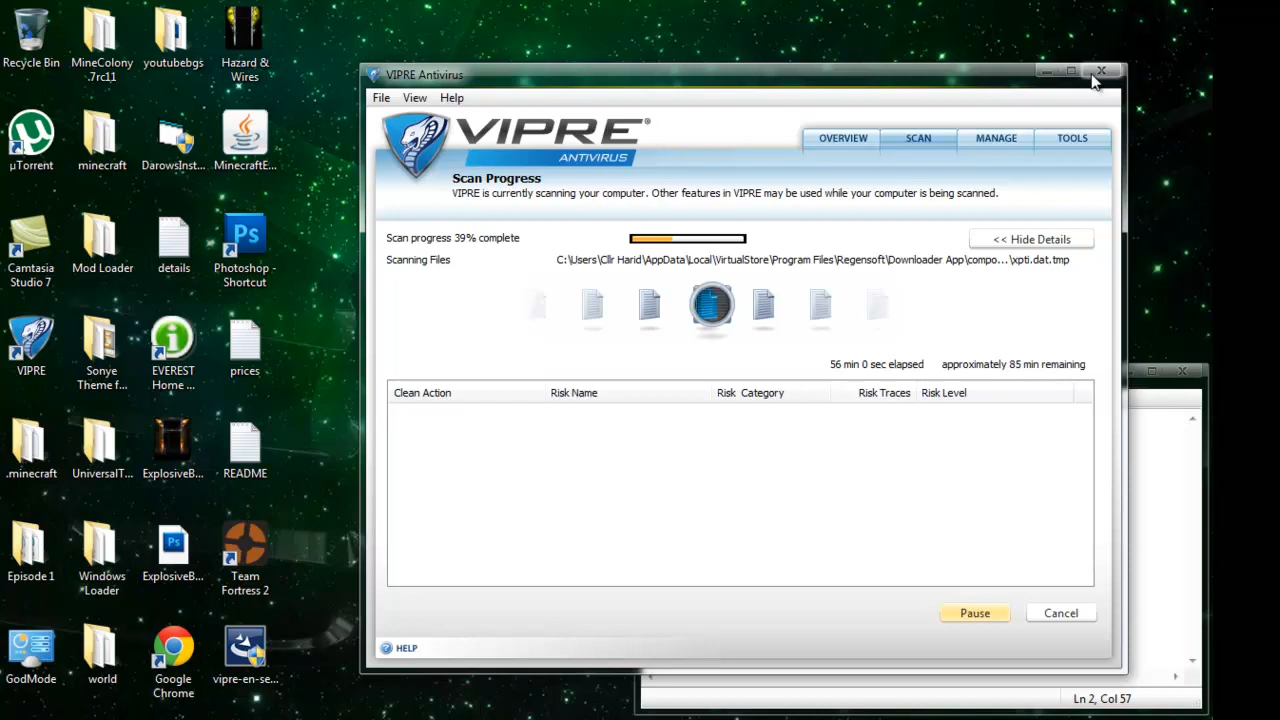 Recycle Bin
MineColony
.7rc11
youtubegs
Hazard &
Wires
µTorrent
minecraft
DarowsInst...
MinecraftE...
Camtasia
Studio 7
Mod Loader
details
Photoshop -
Shortcut
VIPRE
Sonye
Theme f...
EVEREST
Home ...
prices
.minecraft
UniversalT...
ExplosiveB...
README
Episode 1
Windows
Loader
ExplosiveB...
Team
Fortress 2
GodMode
world
Google
Chrome
vipre-en-se...
VIPRE Antivirus
File View Help
VIPRE®
ANTIVIRUS
OVERVIEW SCAN MANAGE TOOLS
Scan Progress
VIPRE is currently scanning your computer. Other features in VIPRE may be used while your computer is being scanned.
Scan progress 39% complete
<< Hide Details
Scanning Files
C:\Users\Cllr Harid\AppData\Local\VirtualStore\Program Files\Regensoft\Downloader App\compo...\xpti.dat.tmp
56 min 0 sec elapsed approximately 85 min remaining
Clean Action Risk Name Risk Category Risk Traces Risk Level
Pause Cancel
HELP
Ln 2, Col 57
Ps
Ps